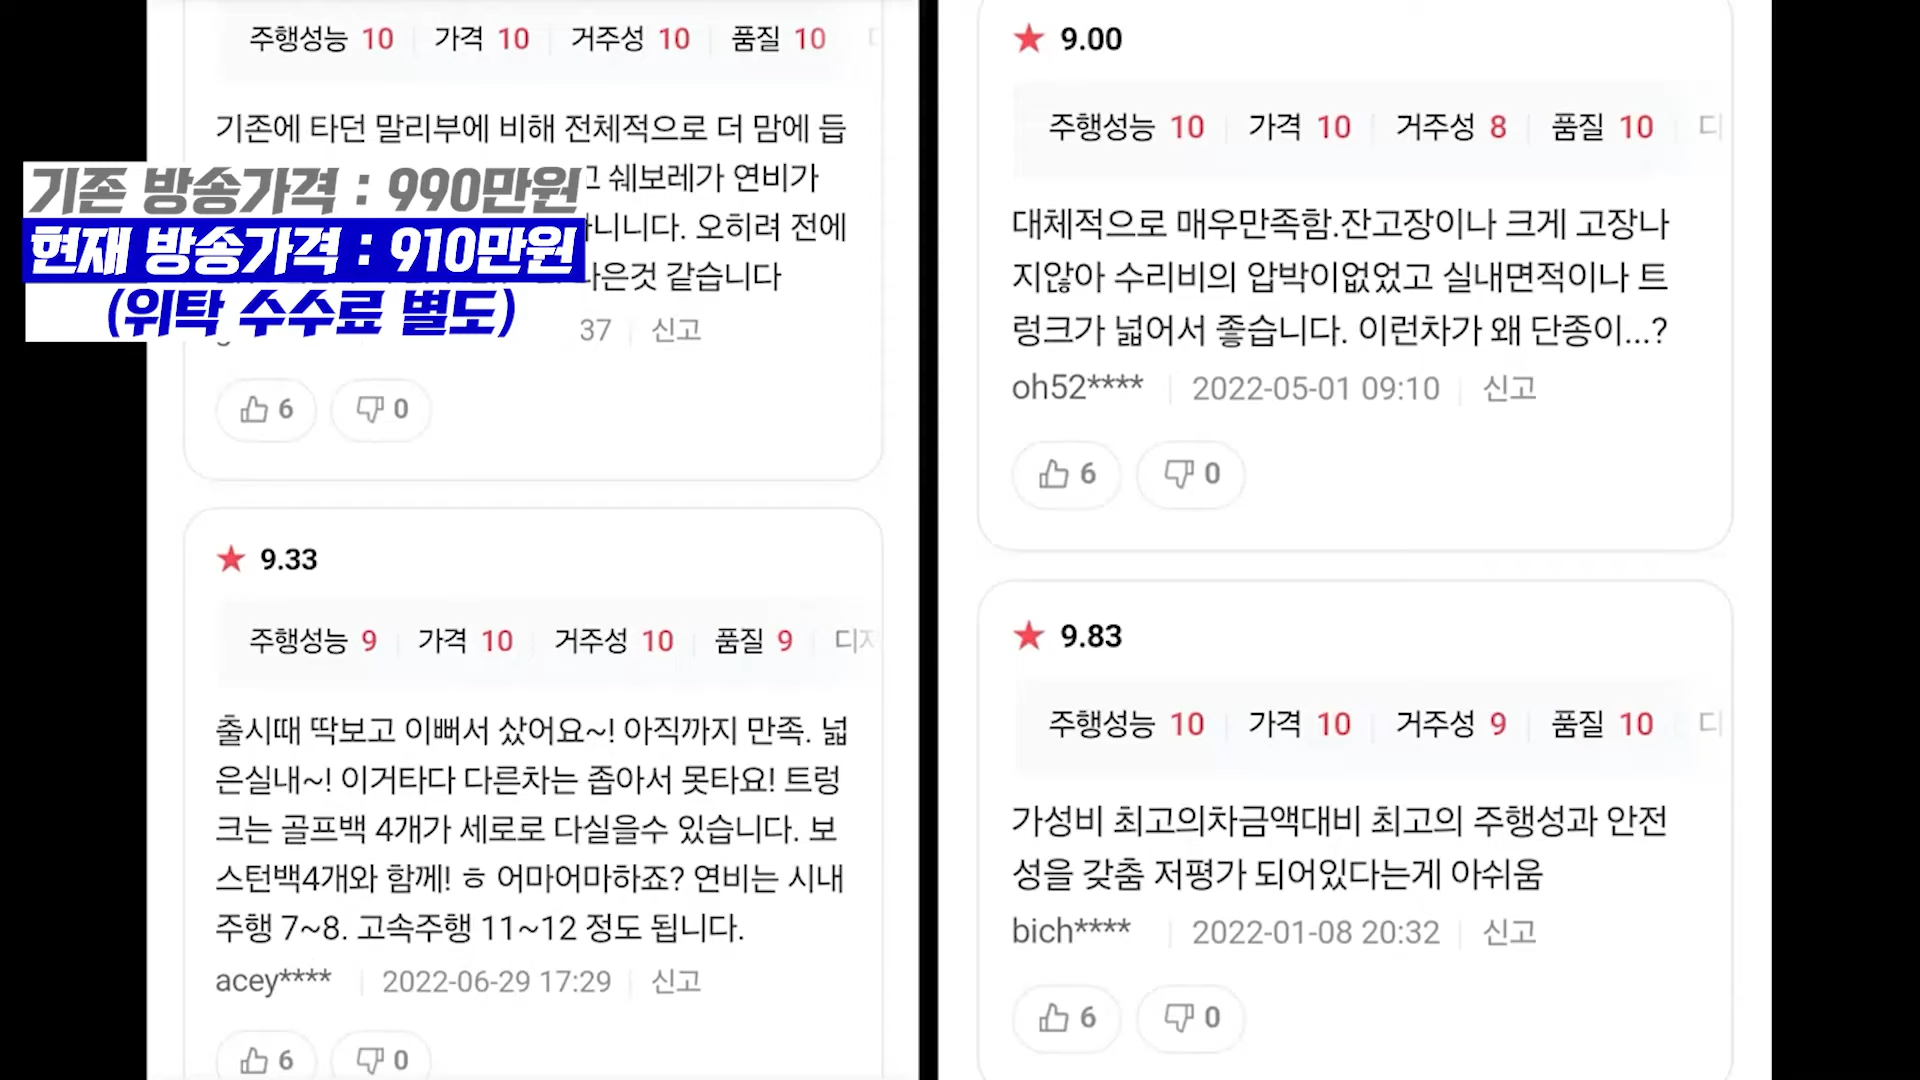 주행성능 10 가격 10 거주성 10 품질 10
기존에 타던 말리부에 비해 전체적으로 더 맘에 듭
쉐보레가 연비가
아니니다. 오히려 전에
나은것 같습니다
37 신고
6 0
기존 방송가격 : 990만원
현재 방송가격 : 910만원
(위탁 수수료 별도)
★ 9.33
주행성능 9 가격 10 거주성 10 품질 9
출시때 딱보고 이뻐서 샀어요~! 아직까지 만족. 넓
은실내~! 이거타다 다른차는 좁아서 못타요! 트렁
크는 골프백 4개가 세로로 다실을수 있습니다. 보
스턴백4개와 함께! ㅎ 어마어마하죠? 연비는 시내
주행 7~8. 고속주행 11~12 정도 됩니다.
acey**** 2022-06-29 17:29 신고
6 0
★ 9.00
주행성능 10 가격 10 거주성 8 품질 10
대체적으로 매우만족함.잔고장이나 크게 고장나
지않아 수리비의 압박이없었고 실내면적이나 트
렁크가 넓어서 좋습니다. 이런차가 왜 단종이...?
oh52**** 2022-05-01 09:10 신고
6 0
★ 9.83
주행성능 10 가격 10 거주성 9 품질 10
가성비 최고의차금액대비 최고의 주행성과 안전
성을 갖춤 저평가 되어있다는게 아쉬움
bich**** 2022-01-08 20:32 신고
6 0